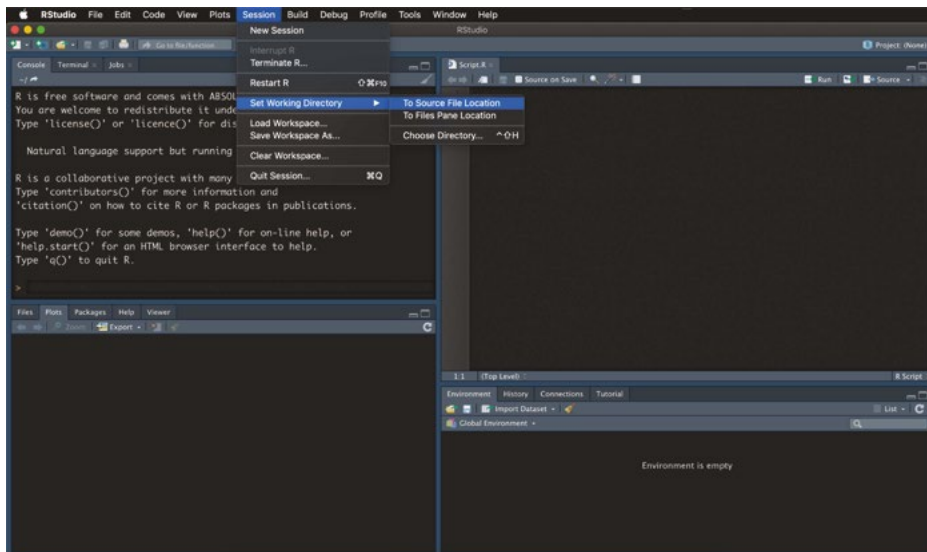 RStudio File Edit Code View Plots Session Build Debug Profile Tools Window Help
RStudio
Go to file/function
Project: (None)
New Session
Interrupt R
Terminate R...
Restart R ⇧⌘F10
Set Working Directory ▶
Load Workspace...
Save Workspace As...
Clear Workspace...
Quit Session... ⌘Q
To Source File Location
To Files Pane Location
Choose Directory... ^⇧H
Console Terminal Jobs
~/
R is free software and comes with ABSOL
You are welcome to redistribute it unde
Type 'license()' or 'licence()' for dis
Natural language support but running
R is a collaborative project with many
Type 'contributors()' for more information and
'citation()' on how to cite R or R packages in publications.
Type 'demo()' for some demos, 'help()' for on-line help, or
'help.start()' for an HTML browser interface to help.
Type 'q()' to quit R.
>
Script.R
Source on Save Run Source
1:1 (Top Level) R Script
Files Plots Packages Help Viewer
Zoom Export
Environment History Connections Tutorial
Import Dataset List
Global Environment
Environment is empty